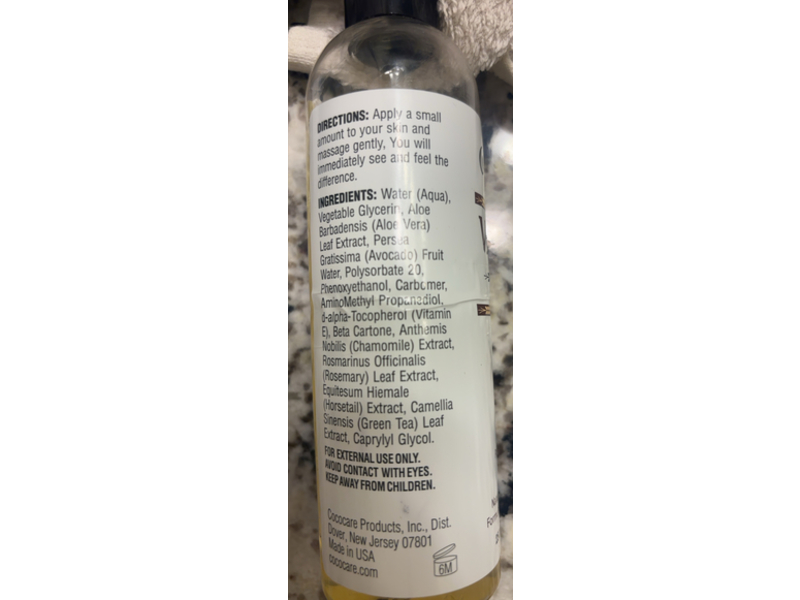 DIRECTIONS: Apply a small
amount to your skin and
massage gently, You will
immediately see and feel the
difference.
INGREDIENTS: Water (Aqua),
Vegetable Glycerin, Aloe
Barbadensis (Aloe Vera)
Leaf Extract, Persea
Gratissima (Avocado) Fruit
Water, Polysorbate 20,
Phenoxyethanol, Carbomer,
AminoMethyl Propanadiol,
d-alpha-Tocopherol (Vitamin
E), Beta Cartone, Anthemis
Nobilis (Chamomile) Extract,
Rosmarinus Officinalis
(Rosemary) Leaf Extract,
Equitesum Hiemale
(Horsetail) Extract, Camellia
Sinensis (Green Tea) Leaf
Extract, Caprylyl Glycol.
FOR EXTERNAL USE ONLY.
AVOID CONTACT WITH EYES.
KEEP AWAY FROM CHILDREN.
Cococare Products, Inc., Dist.
Dover, New Jersey 07801
Made in USA
cococare.com
6M